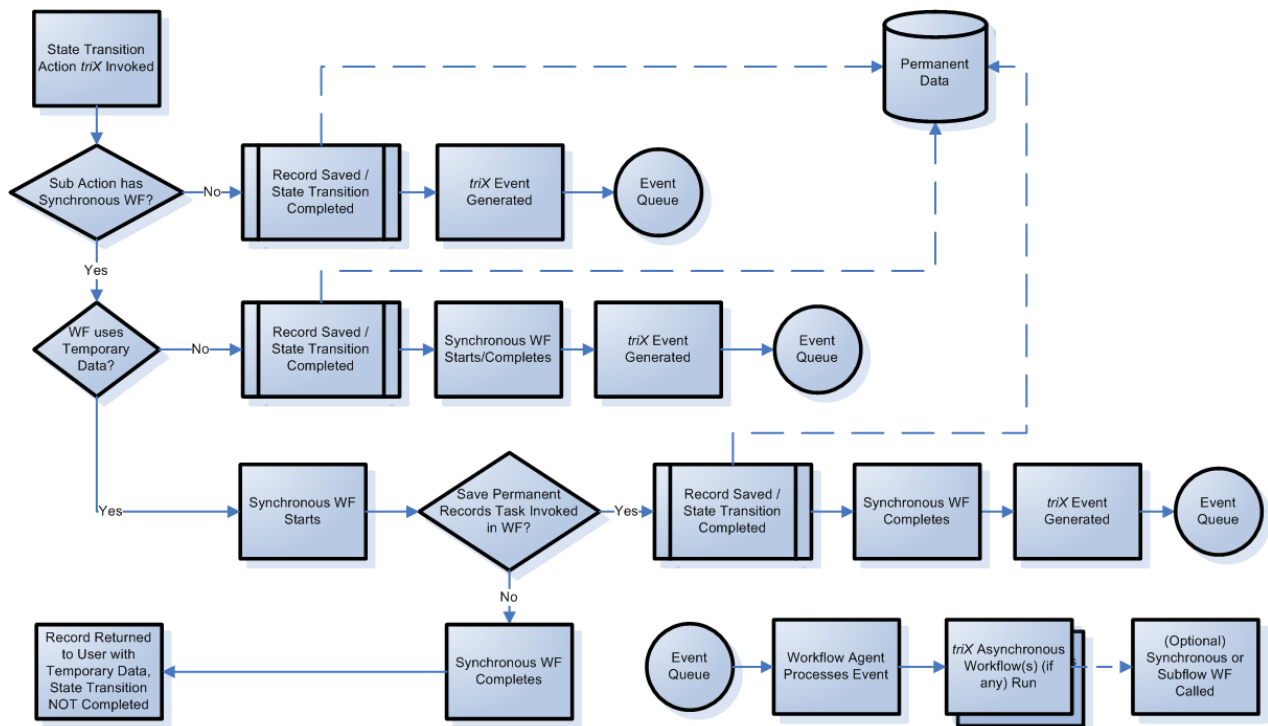 State Transition
Action triX Invoked
Permanent
Data
Sub Action has
Synchronous WF?
No
Record Saved /
State Transition
Completed
triX Event
Generated
Event
Queue
Yes
WF uses
Temporary
Data?
No
Record Saved /
State Transition
Completed
Synchronous WF
Starts/Completes
triX Event
Generated
Event
Queue
Yes
Synchronous WF
Starts
Save Permanent
Records Task Invoked
in WF?
Yes
Record Saved /
State Transition
Completed
Synchronous WF
Completes
triX Event
Generated
Event
Queue
No
Record Returned
to User with
Temporary Data,
State Transition
NOT Completed
Synchronous WF
Completes
Event
Queue
Workflow Agent
Processes Event
triX Asynchronous
Workflow(s) (if
any) Run
(Optional)
Synchronous or
Subflow WF
Called